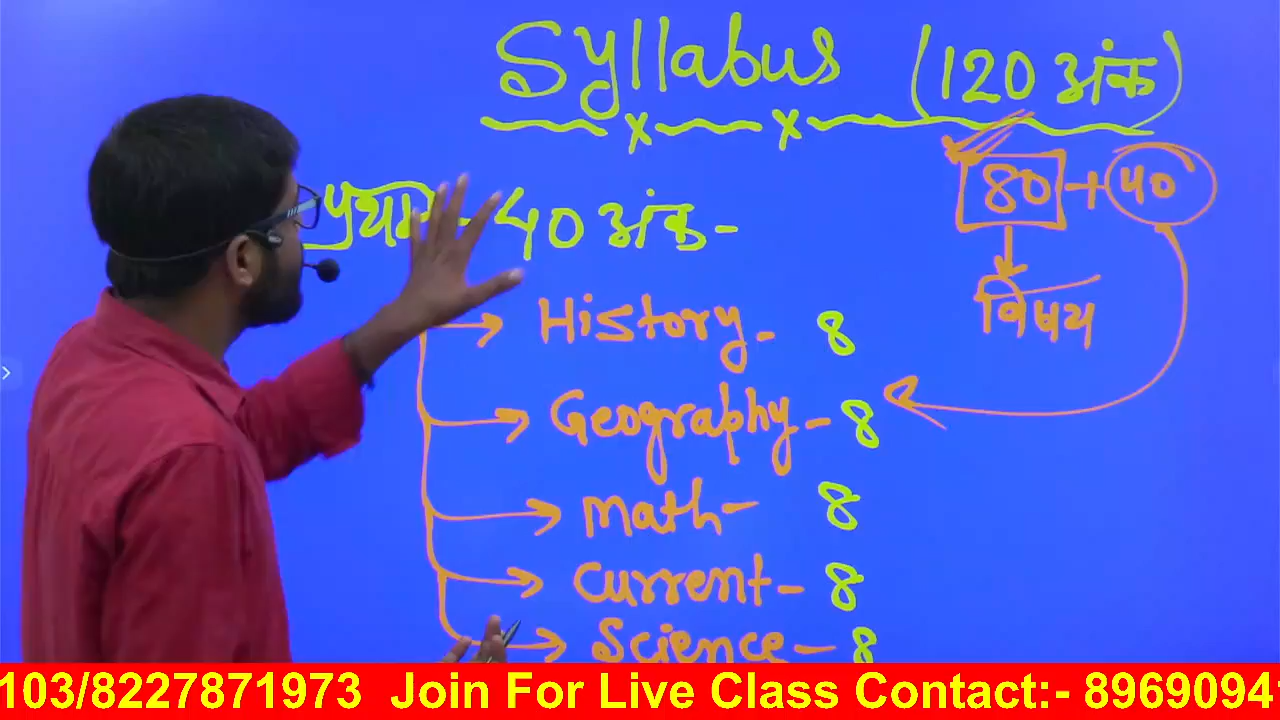 Syllabus (120 अंक)
80 + 40
प्रथम - 40 अंक -
विषय
History - 8
Geography - 8
Math - 8
Current - 8
Science - 8
103/8227871973 Join For Live Class Contact:- 8969094